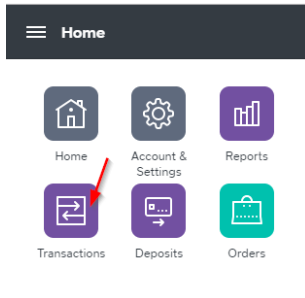 Home
Home
Account &
Settings
Reports
Transactions
Deposits
Orders